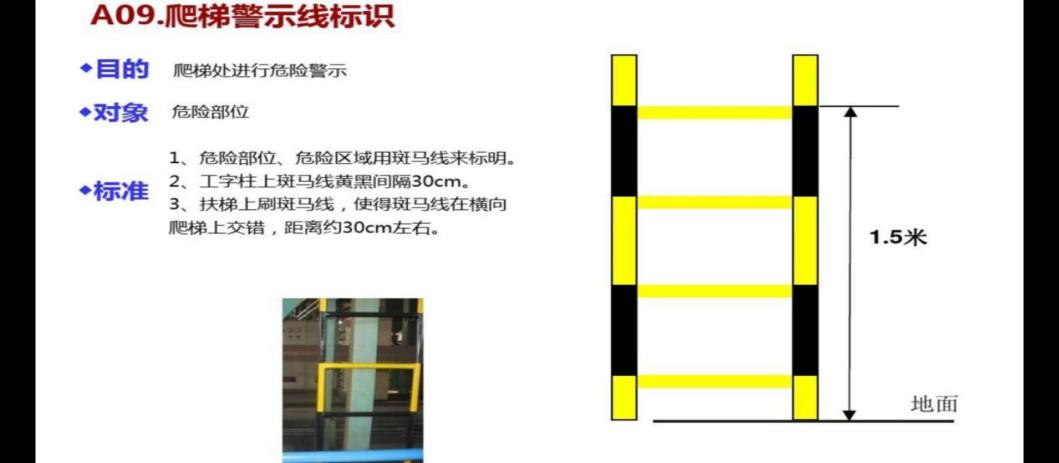 A09.爬梯警示线标识
◆目的 爬梯处进行危险警示
◆对象 危险部位
◆标准
1、危险部位、危险区域用斑马线来标明。
2、工字柱上斑马线黄黑间隔30cm。
3、扶梯上刷斑马线，使得斑马线在横向
爬梯上交错，距离约30cm左右。
1.5米
地面